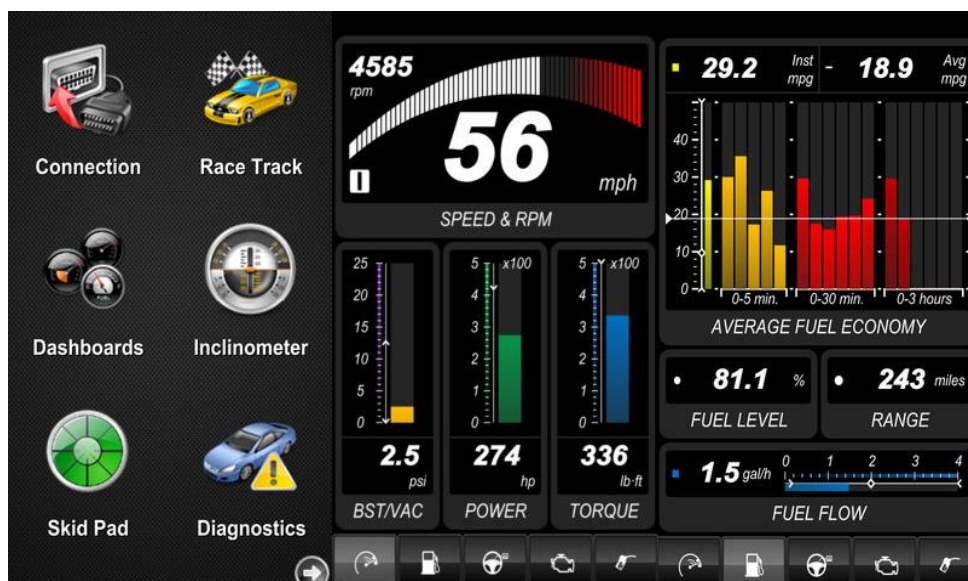 Connection
Race Track
Dashboards
Inclinometer
Skid Pad
Diagnostics
4585
rpm
56
mph
SPEED & RPM
25
20
15
10
5
0
2.5
psi
BST/VAC
5 x100
4
3
2
1
0
274
hp
POWER
5 x100
4
3
2
1
0
336
lb-ft
TORQUE
29.2 Inst mpg - 18.9 Avg mpg
40
30
20
10
0
0-5 min. 0-30 min. 0-3 hours
AVERAGE FUEL ECONOMY
81.1 %
FUEL LEVEL
243 miles
RANGE
1.5 gal/h
0 1 2 3 4
FUEL FLOW